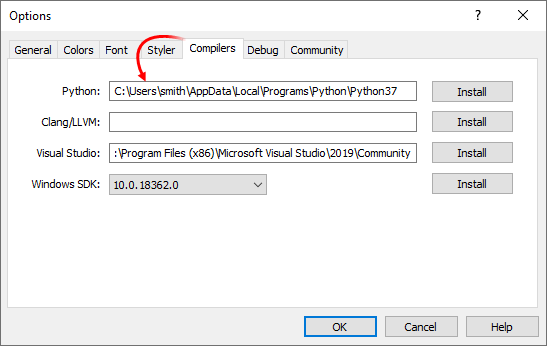 Options
?
General Colors Font Styler Compilers Debug Community
Python: C:\Users\smith\AppData\Local\Programs\Python\Python37 Install
Clang/LLVM: Install
Visual Studio: :\Program Files (x86)\Microsoft Visual Studio\2019\Community Install
Windows SDK: 10.0.18362.0 Install
OK Cancel Help